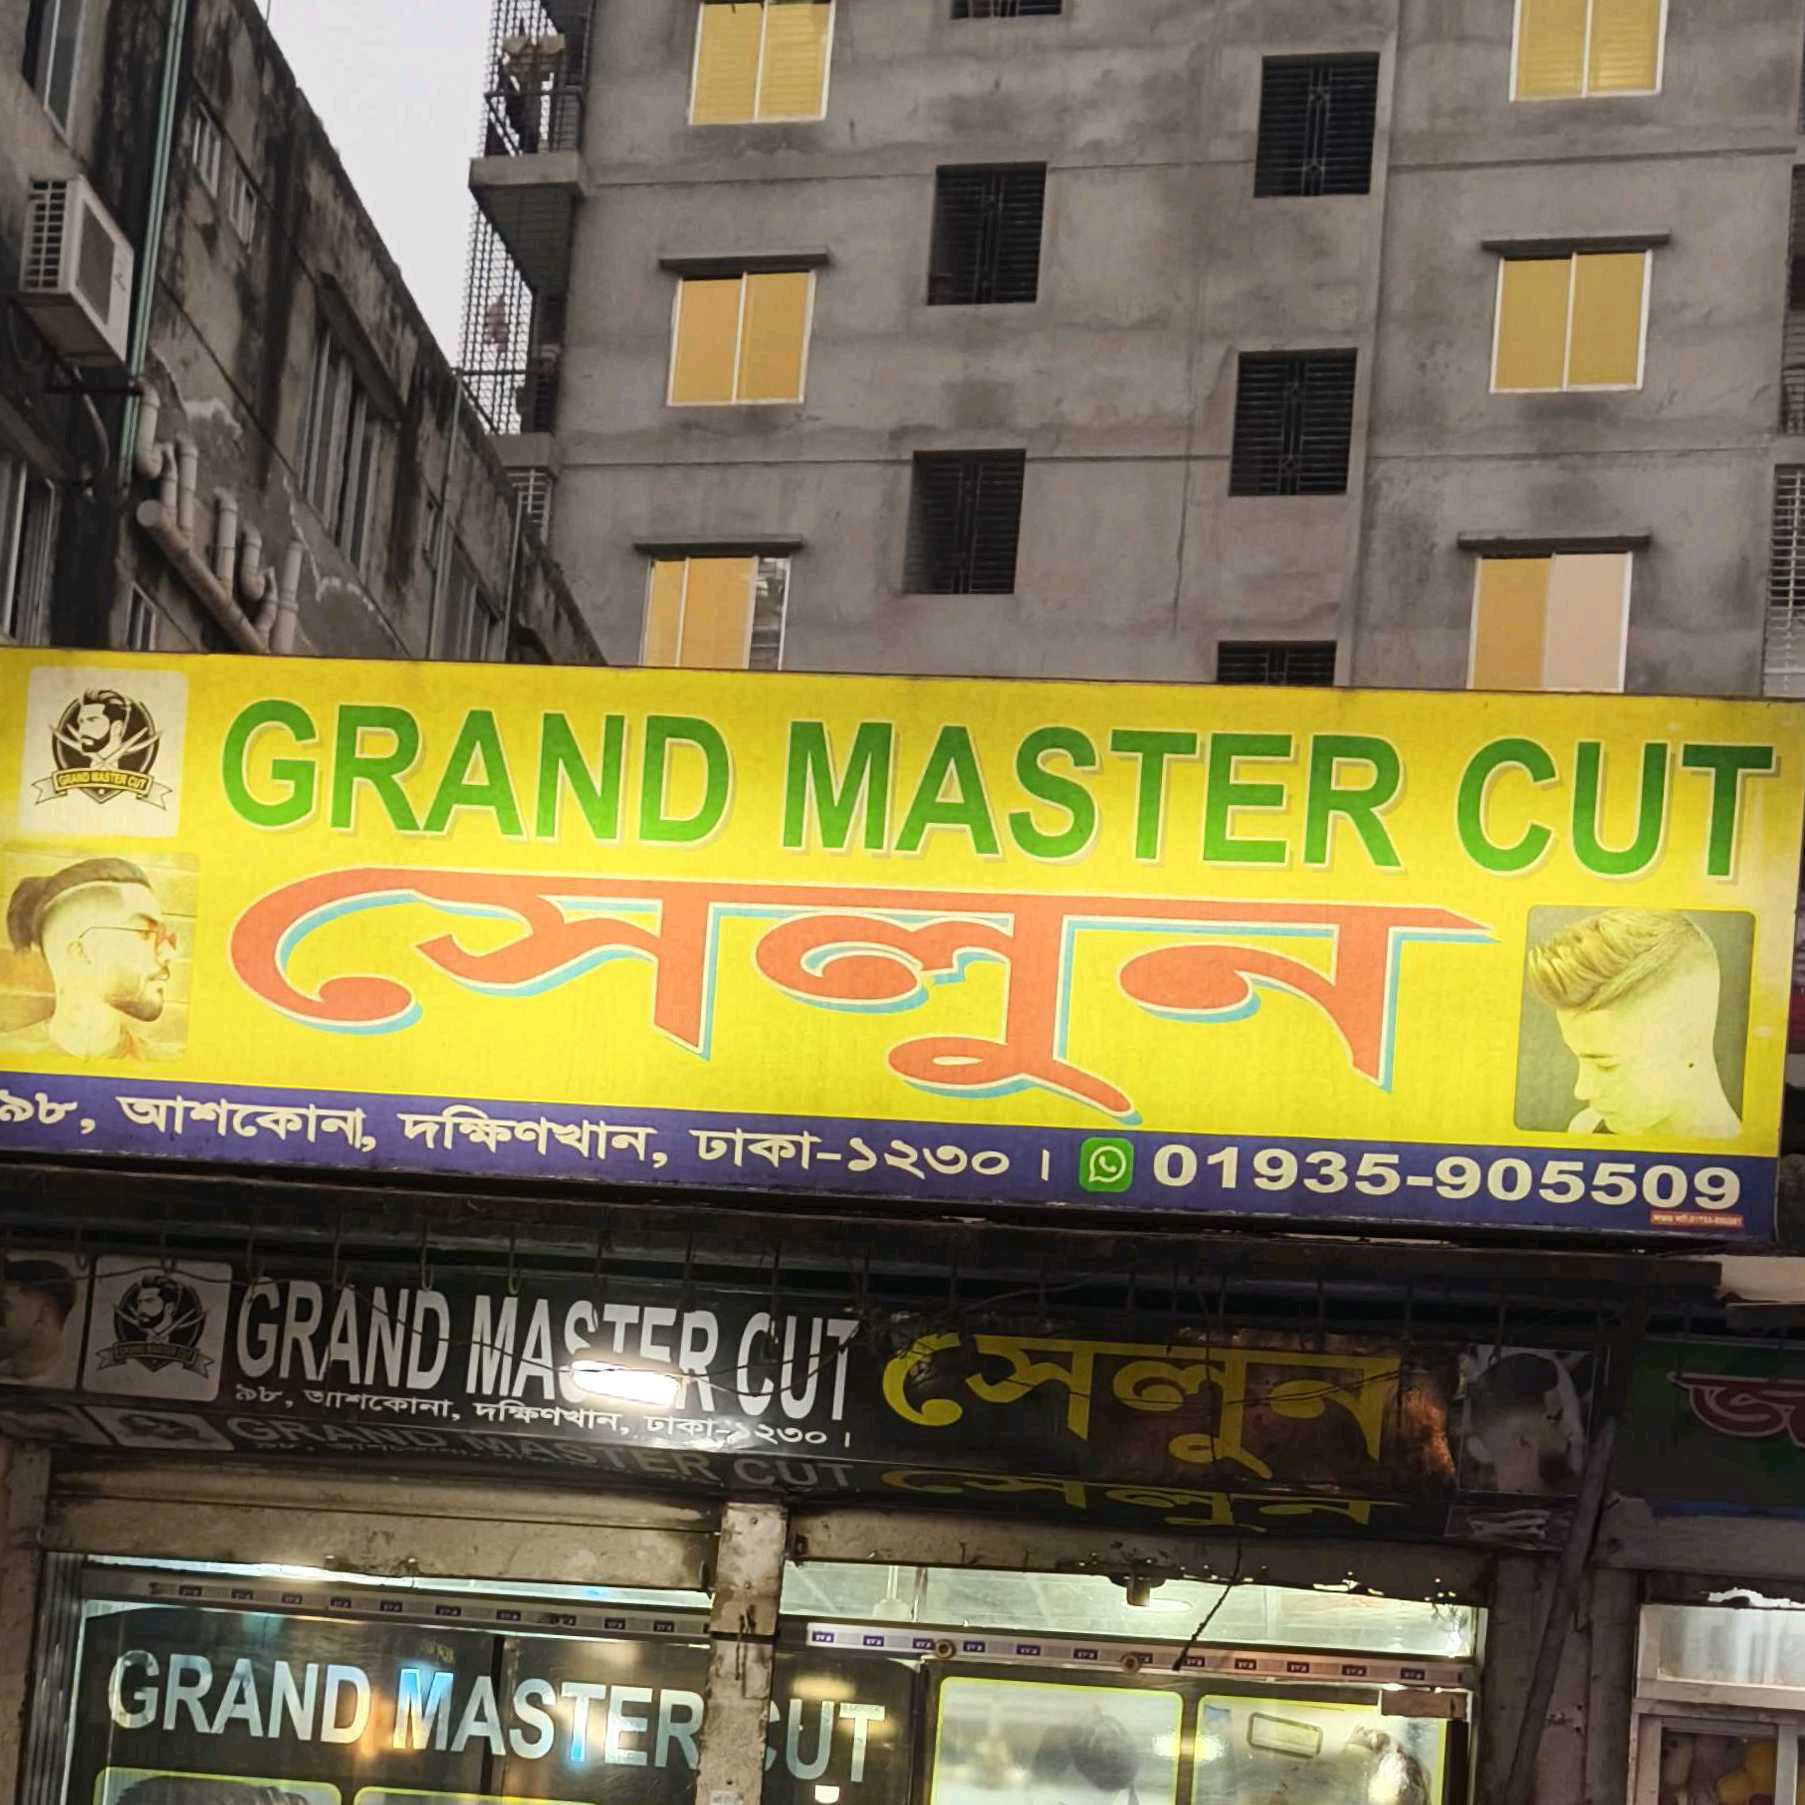 GRAND MASTER CUT
GRAND MASTER CUT
সেলুন
৯৮, আশকোনা, দক্ষিণখান, ঢাকা-১২৩০ । 01935-905509
GRAND MASTER CUT সেলুন
৯৮, আশকোনা, দক্ষিণখান, ঢাকা-১২৩০ ।
GRAND MASTER CUT